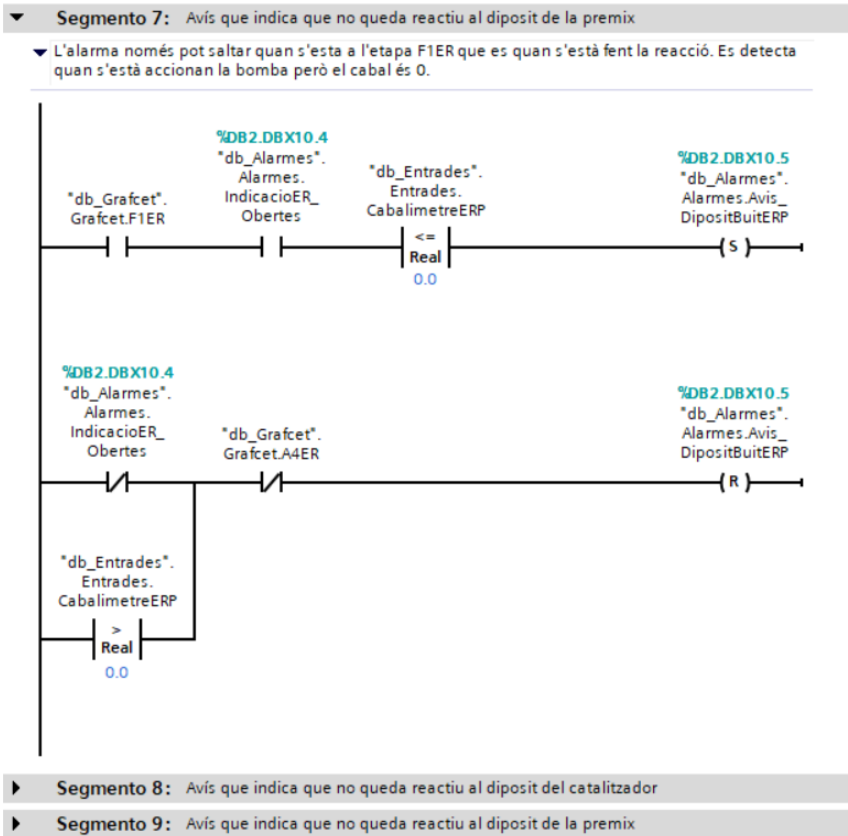 Segmento 7: Avís que indica que no queda reactiu al diposit de la premix
L'alarma només pot saltar quan s'esta a l'etapa F1ER que es quan s'està fent la reacció. Es detecta
quan s'està accionan la bomba però el cabal és 0.
%DB2.DBX10.4
"db_Alarmes".
Alarmes.
IndicacioER_
Obertes
"db_Grafcet".
Grafcet.F1ER
"db_Entrades".
Entrades.
CabalimetreERP
<=
Real
0.0
%DB2.DBX10.5
"db_Alarmes".
Alarmes.Avis_
DipositBuitERP
S
%DB2.DBX10.4
"db_Alarmes".
Alarmes.
IndicacioER_
Obertes
"db_Grafcet".
Grafcet.A4ER
%DB2.DBX10.5
"db_Alarmes".
Alarmes.Avis_
DipositBuitERP
R
"db_Entrades".
Entrades.
CabalimetreERP
>
Real
0.0
Segmento 8: Avís que indica que no queda reactiu al diposit del catalitzador
Segmento 9: Avís que indica que no queda reactiu al diposit de la premix